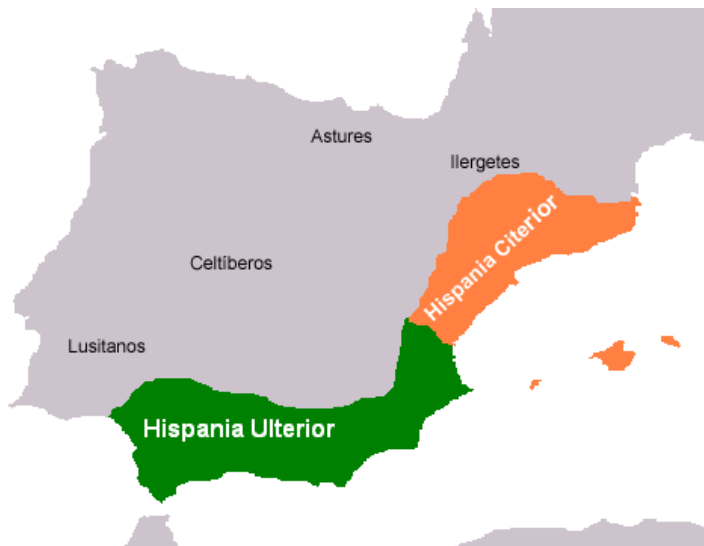 Astures
Ilergetes
Hispania Citerior
Celtíberos
Lusitanos
Hispania Ulterior